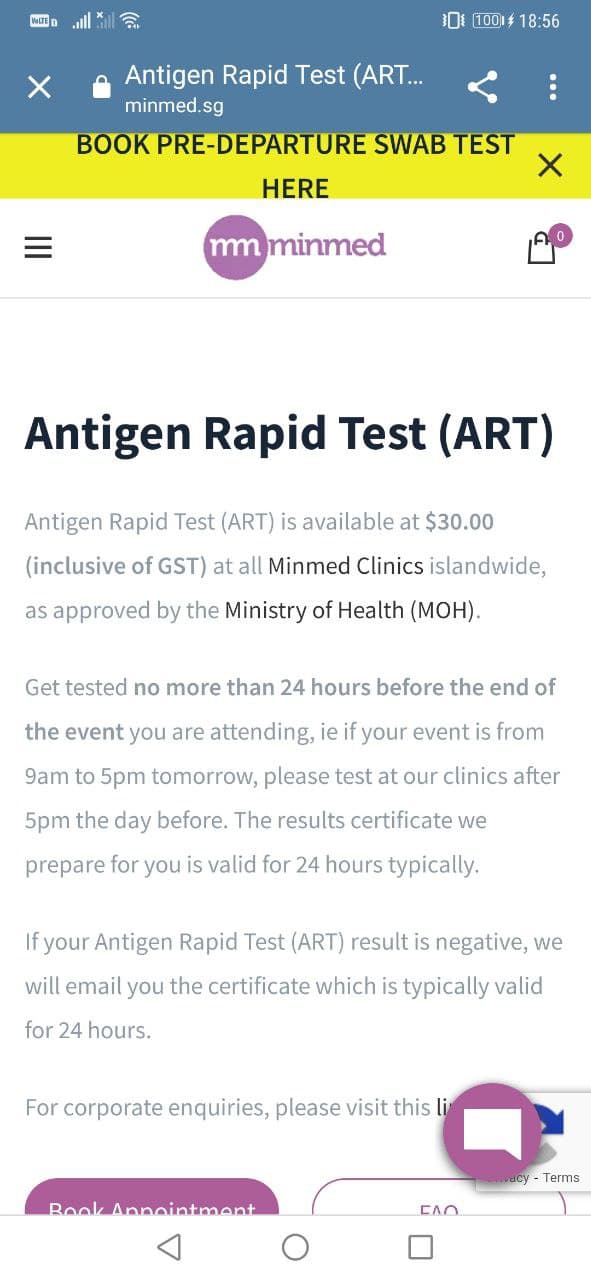 VoLTE 100 18:56
Antigen Rapid Test (ART...
minmed.sg
BOOK PRE-DEPARTURE SWAB TEST
HERE
mm minmed 0
Antigen Rapid Test (ART)
Antigen Rapid Test (ART) is available at $30.00
(inclusive of GST) at all Minmed Clinics islandwide,
as approved by the Ministry of Health (MOH).
Get tested no more than 24 hours before the end of
the event you are attending, ie if your event is from
9am to 5pm tomorrow, please test at our clinics after
5pm the day before. The results certificate we
prepare for you is valid for 24 hours typically.
If your Antigen Rapid Test (ART) result is negative, we
will email you the certificate which is typically valid
for 24 hours.
For corporate enquiries, please visit this
- Terms
Book Appointment FAQ